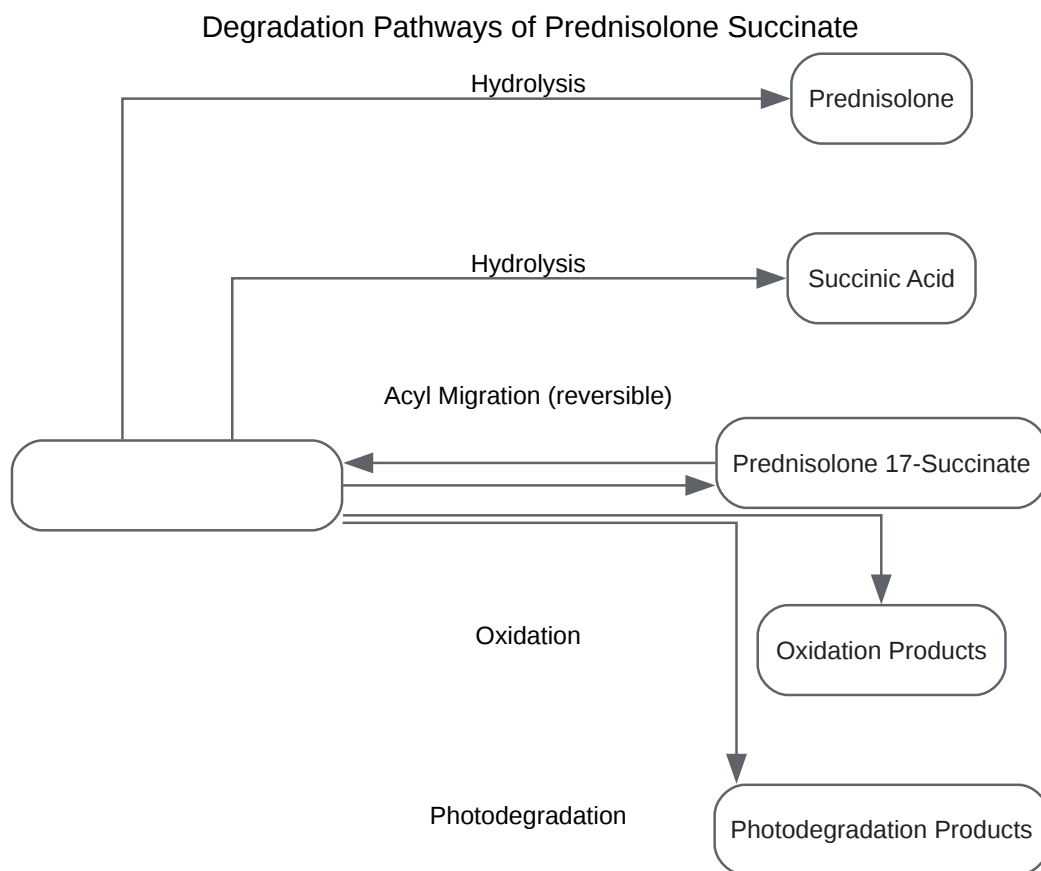 Degradation Pathways of Prednisolone Succinate
Hydrolysis
Prednisolone
Hydrolysis
Succinic Acid
Acyl Migration (reversible)
Prednisolone 17-Succinate
Oxidation
Oxidation Products
Photodegradation
Photodegradation Products